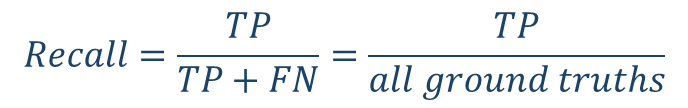 Recall = TP / (TP + FN) = TP / all ground truths